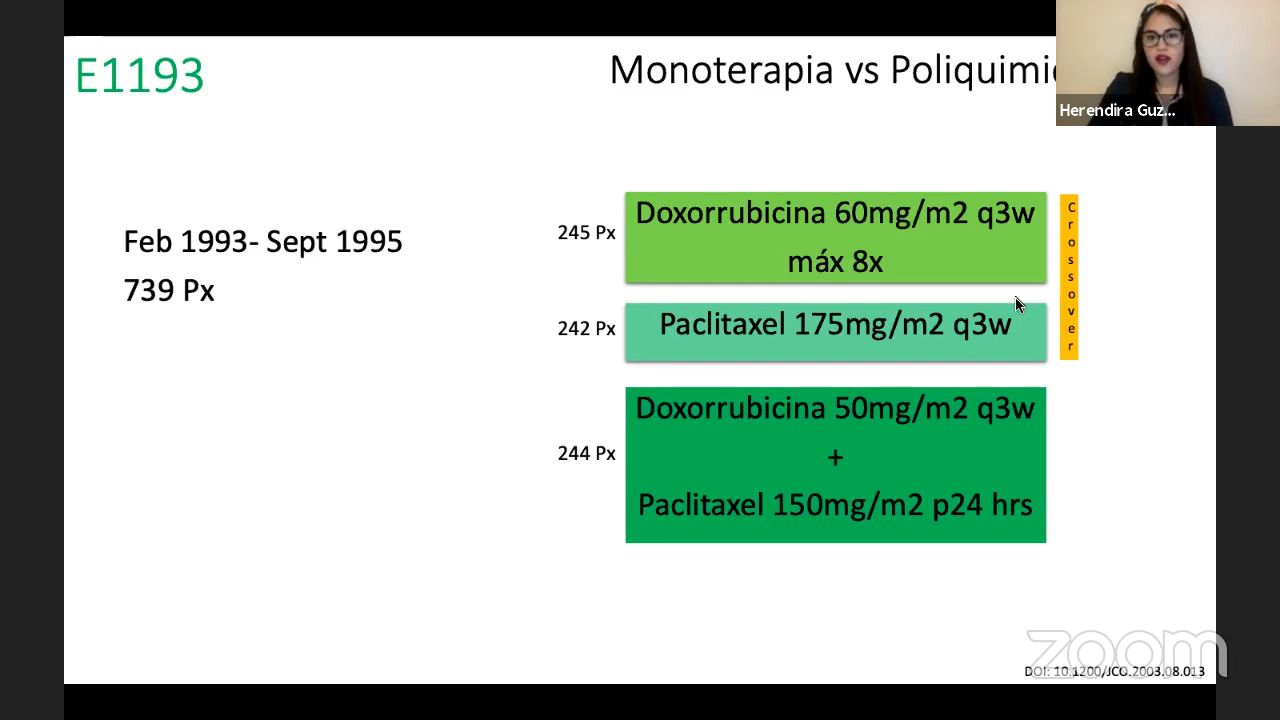 E1193
Monoterapia vs Poliquimi
Herendira Guz...
Feb 1993- Sept 1995
739 Px
245 Px
Doxorrubicina 60mg/m2 q3w
máx 8x
Crossover
242 Px
Paclitaxel 175mg/m2 q3w
244 Px
Doxorrubicina 50mg/m2 q3w
+
Paclitaxel 150mg/m2 p24 hrs
zoom
DOI: 10.1200/JCO.2003.08.013